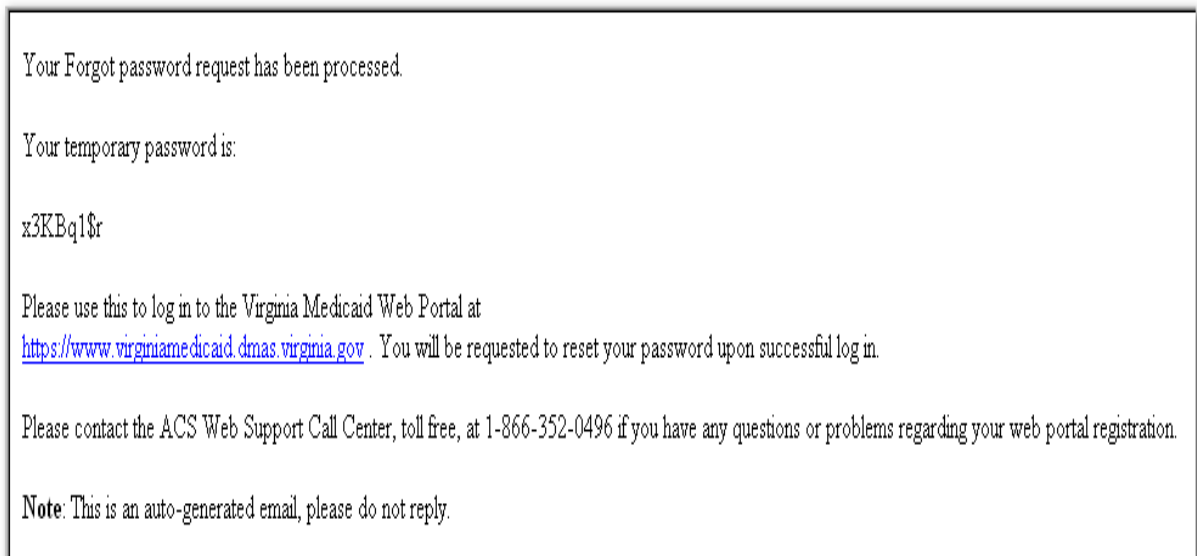 Your Forgot password request has been processed.
Your temporary password is:
x3KBq1$r
Please use this to log in to the Virginia Medicaid Web Portal at
https://www.virginiamedicaid.dmas.virginia.gov . You will be requested to reset your password upon successful log in.
Please contact the ACS Web Support Call Center, toll free, at 1-866-352-0496 if you have any questions or problems regarding your web portal registration.
Note: This is an auto-generated email, please do not reply.